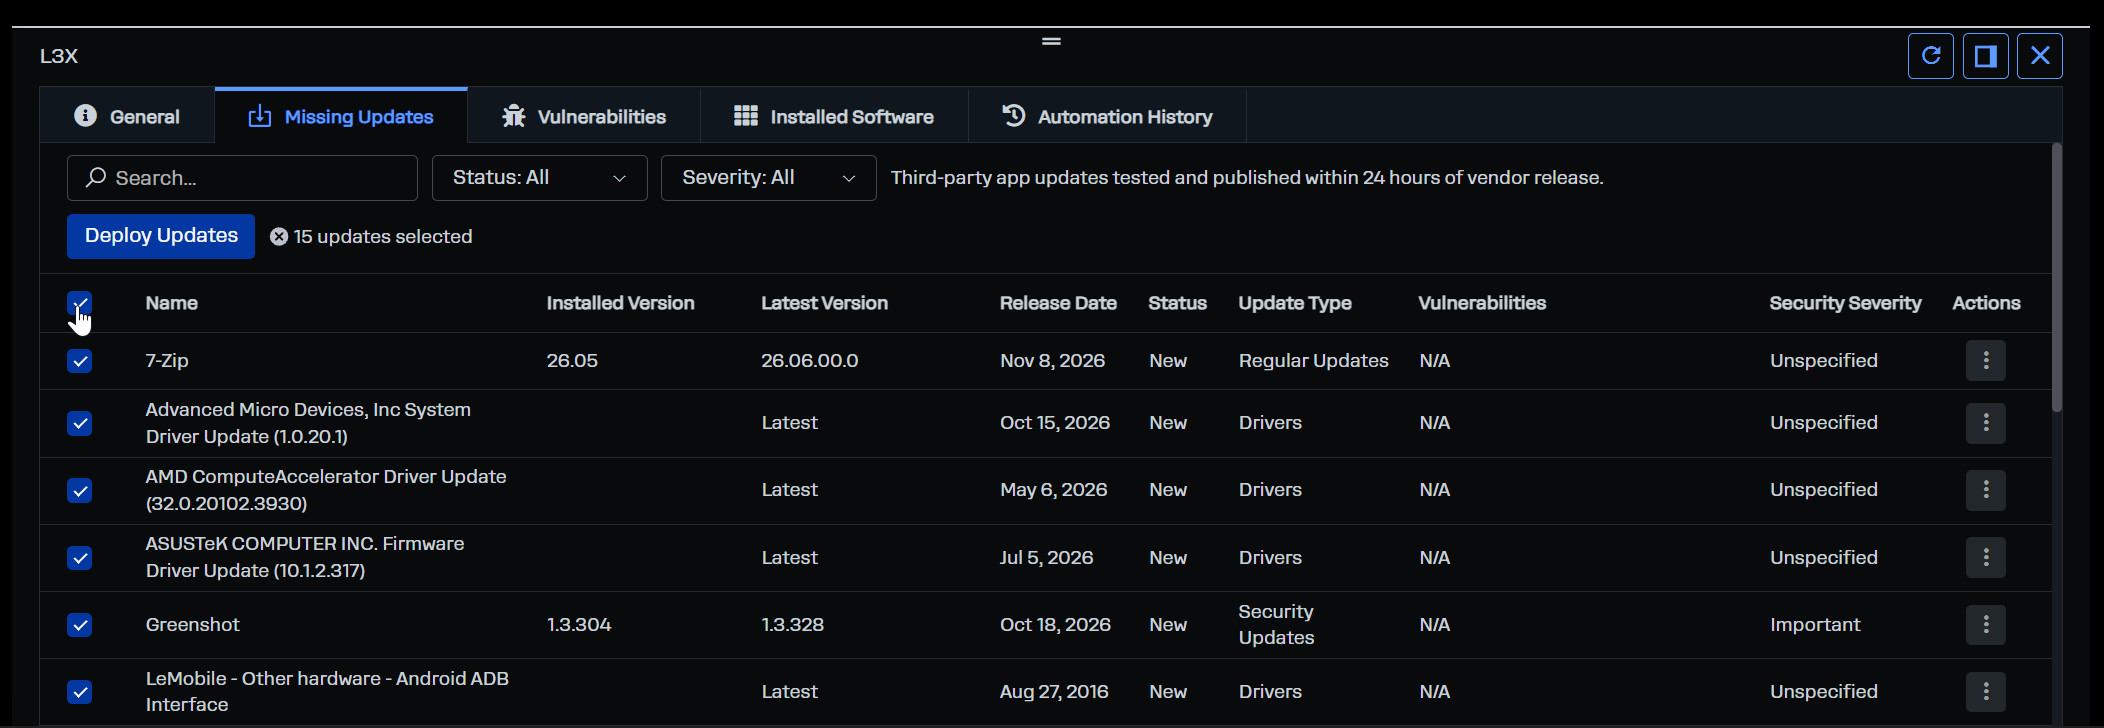 L3X
General Missing Updates Vulnerabilities Installed Software Automation History
Search... Status: All Severity: All Third-party app updates tested and published within 24 hours of vendor release.
Deploy Updates 15 updates selected
Name Installed Version Latest Version Release Date Status Update Type Vulnerabilities Security Severity Actions
7-Zip 26.05 26.06.00.0 Nov 8, 2026 New Regular Updates N/A Unspecified
Advanced Micro Devices, Inc System
Driver Update (1.0.20.1) Latest Oct 15, 2026 New Drivers N/A Unspecified
AMD ComputeAccelerator Driver Update
(32.0.20102.3930) Latest May 6, 2026 New Drivers N/A Unspecified
ASUSTeK COMPUTER INC. Firmware
Driver Update (10.1.2.317) Latest Jul 5, 2026 New Drivers N/A Unspecified
Greenshot 1.3.304 1.3.328 Oct 18, 2026 New Security
Updates N/A Important
LeMobile - Other hardware - Android ADB
Interface Latest Aug 27, 2016 New Drivers N/A Unspecified